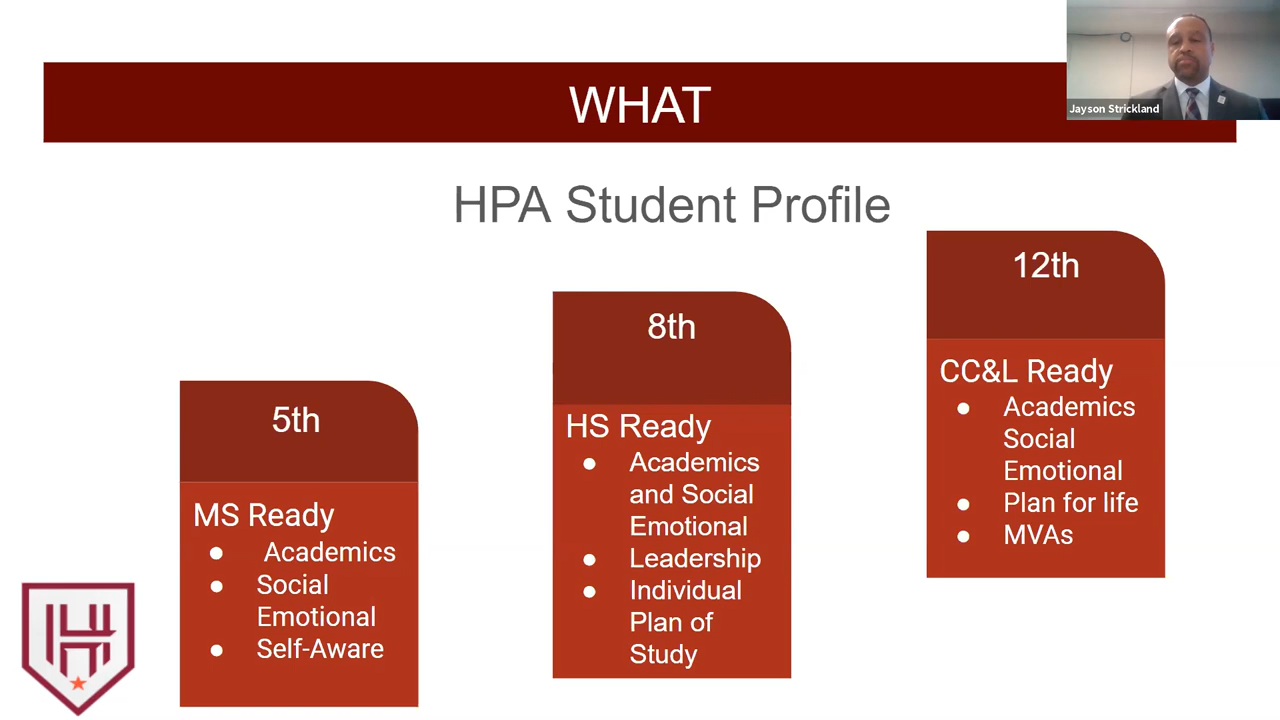 WHAT
Jayson Strickland
HPA Student Profile
5th
MS Ready
● Academics
● Social
Emotional
● Self-Aware
8th
HS Ready
● Academics
and Social
Emotional
● Leadership
● Individual
Plan of
Study
12th
CC&L Ready
● Academics
Social
Emotional
● Plan for life
● MVAs
H